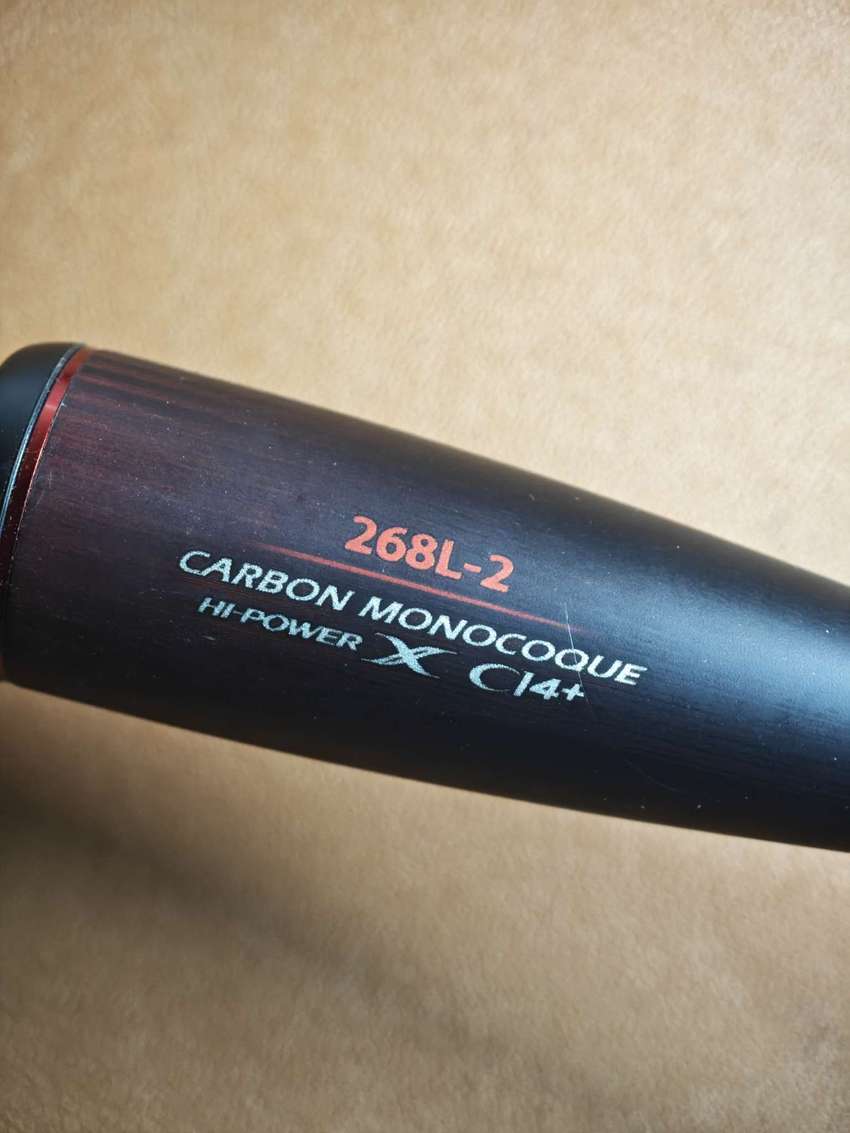 268L-2
CARBON MONOCOQUE
HI-POWER X CI4+